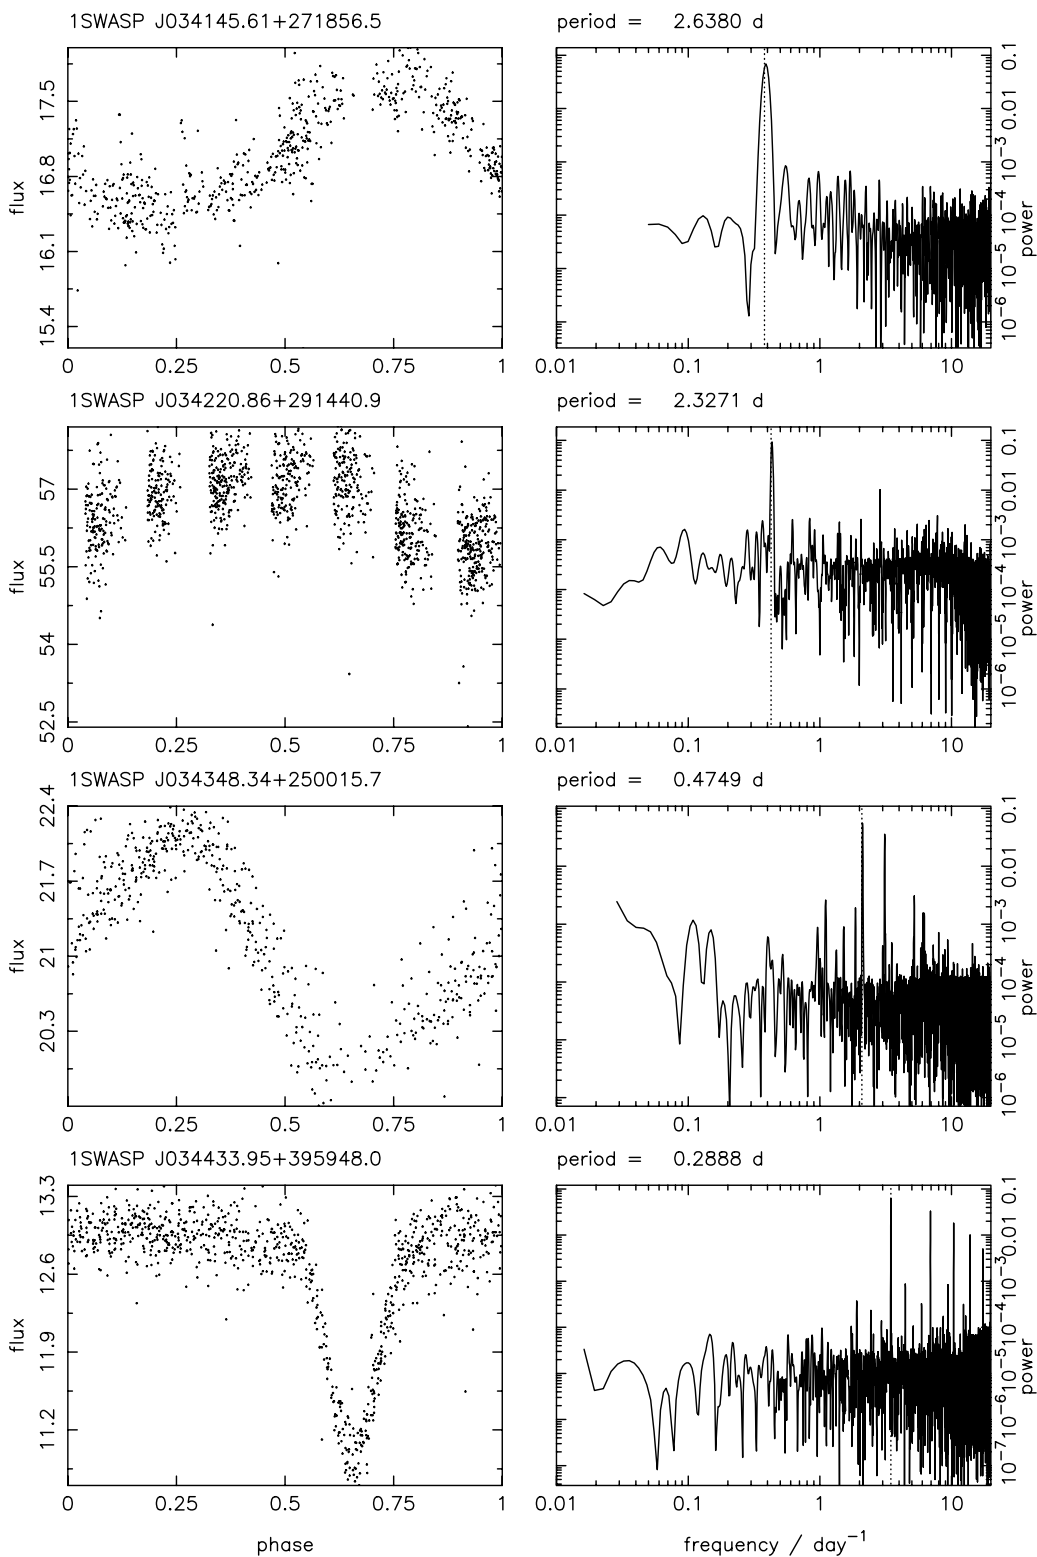 1SWASP J034145.61+271856.5 period = 2.6380 d
flux
17.5
16.8
16.1
15.4
0.1
0.01
10⁻³
10⁻⁴
10⁻⁵
10⁻⁶
power
0 0.25 0.5 0.75 1 0.01 0.1 1 10
1SWASP J034220.86+291440.9 period = 2.3271 d
flux
57
55.5
54
52.5
0.1
0.01
10⁻³
10⁻⁴
10⁻⁵
10⁻⁶
power
0 0.25 0.5 0.75 1 0.01 0.1 1 10
1SWASP J034348.34+250015.7 period = 0.4749 d
flux
22.4
21.7
21
20.3
0.1
0.01
10⁻³
10⁻⁴
10⁻⁵
10⁻⁶
power
0 0.25 0.5 0.75 1 0.01 0.1 1 10
1SWASP J034433.95+395948.0 period = 0.2888 d
flux
13.3
12.6
11.9
11.2
0.1
0.01
10⁻³
10⁻⁴
10⁻⁵
10⁻⁶
10⁻⁷
power
0 0.25 0.5 0.75 1 0.01 0.1 1 10
phase frequency / day⁻¹